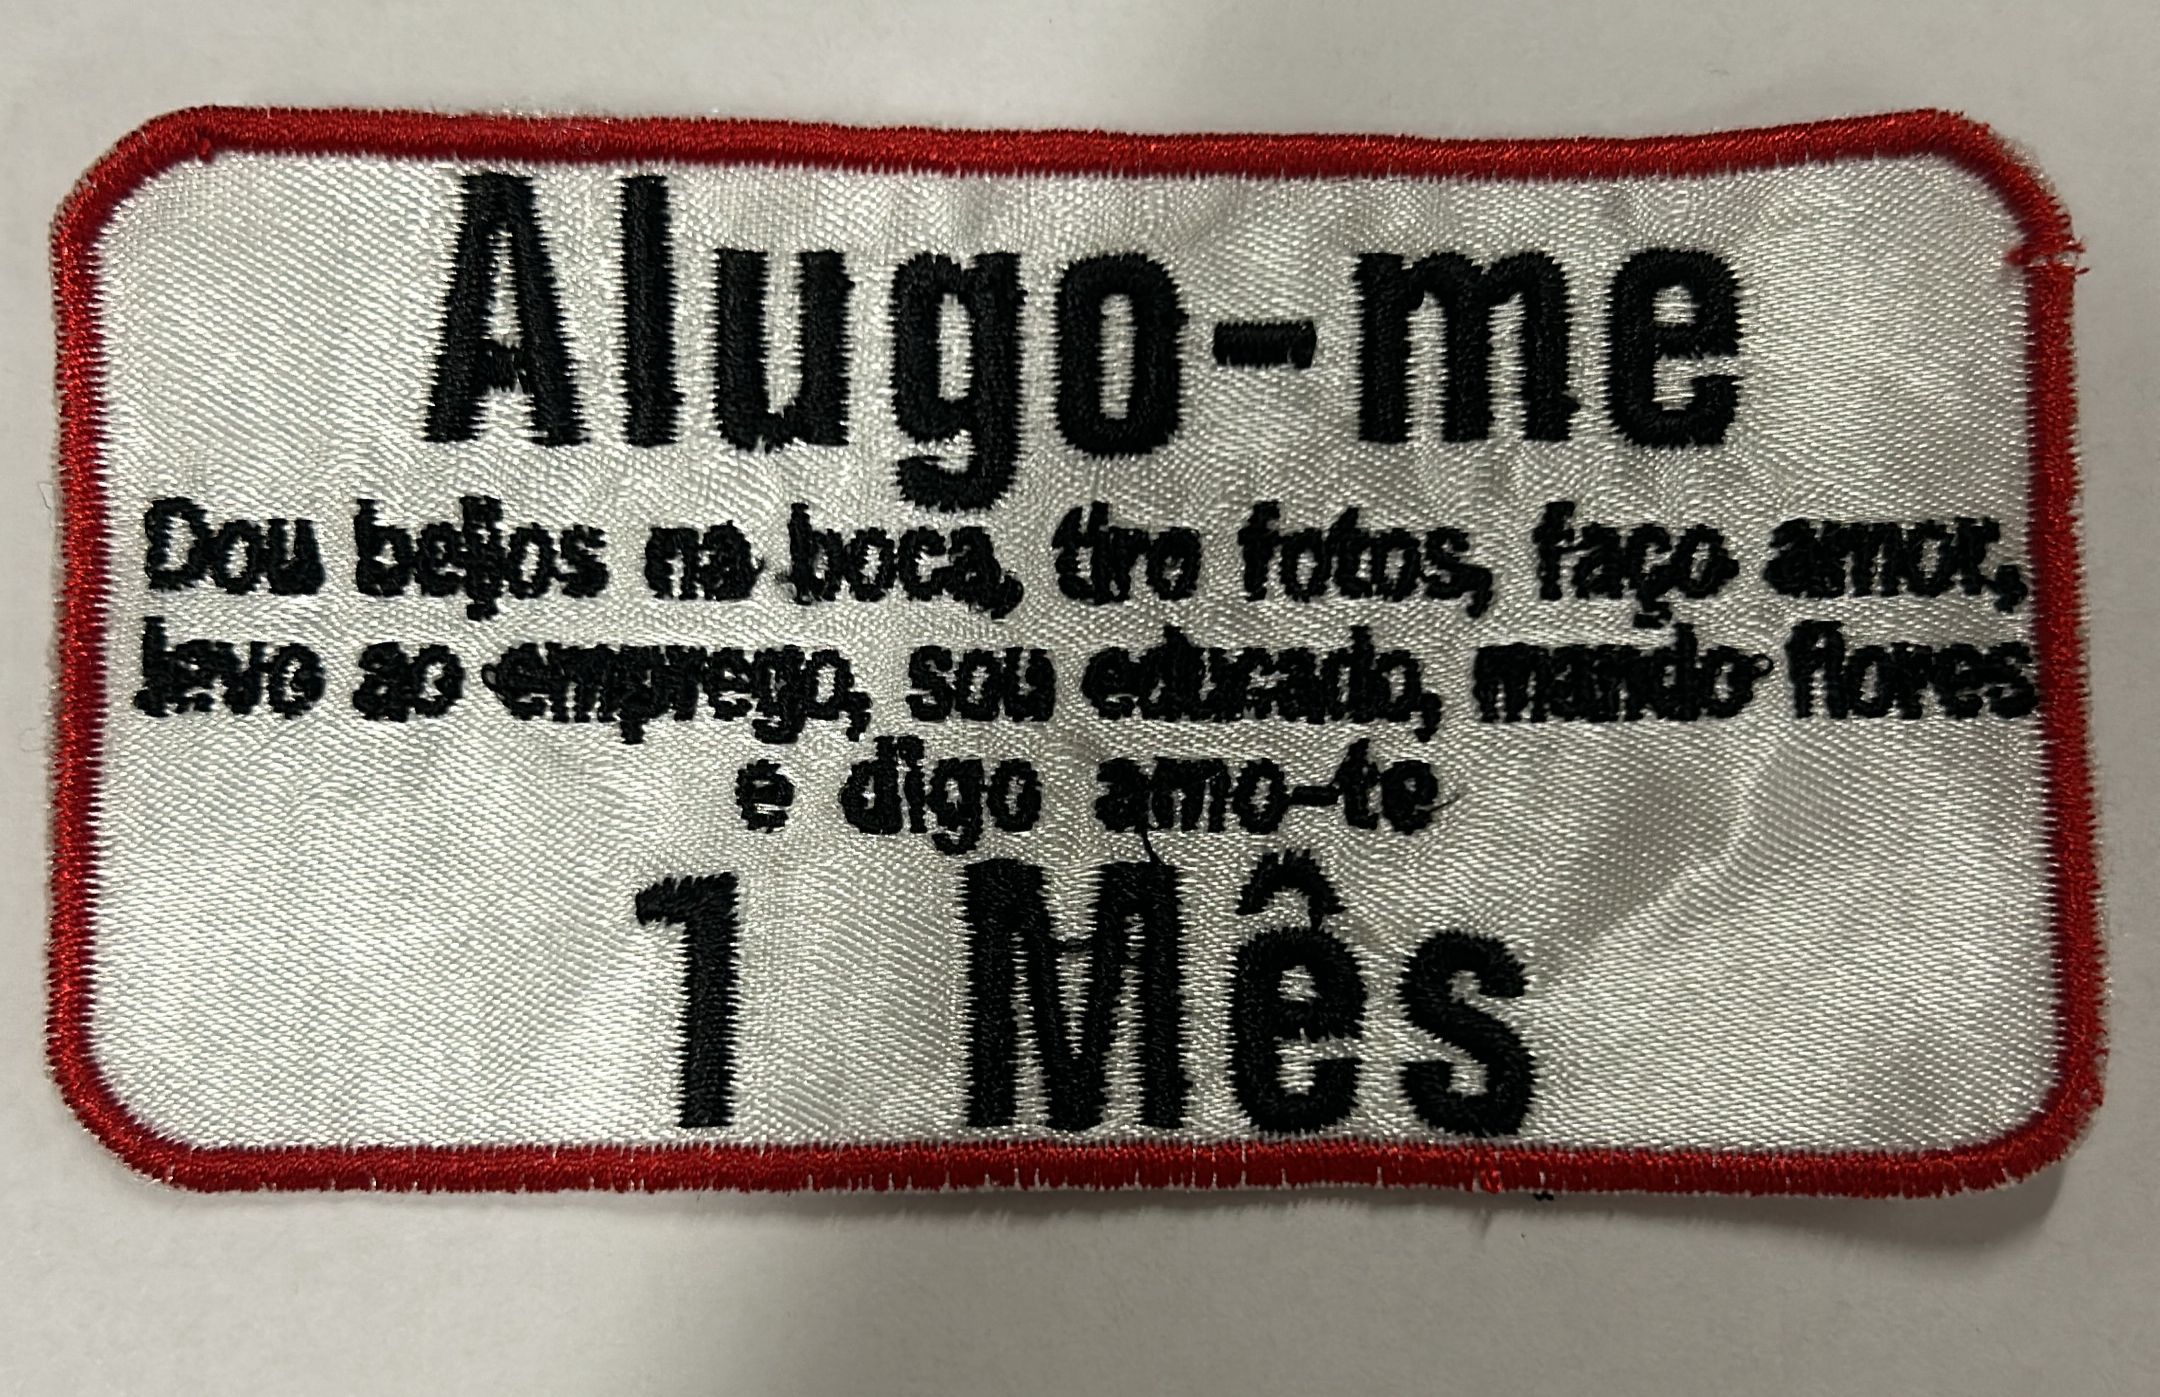 Alugo-me
Dou beijos na boca, tiro fotos, faço amor,
levo ao emprego, sou educado, mando flores
e digo amo-te
1 Mês